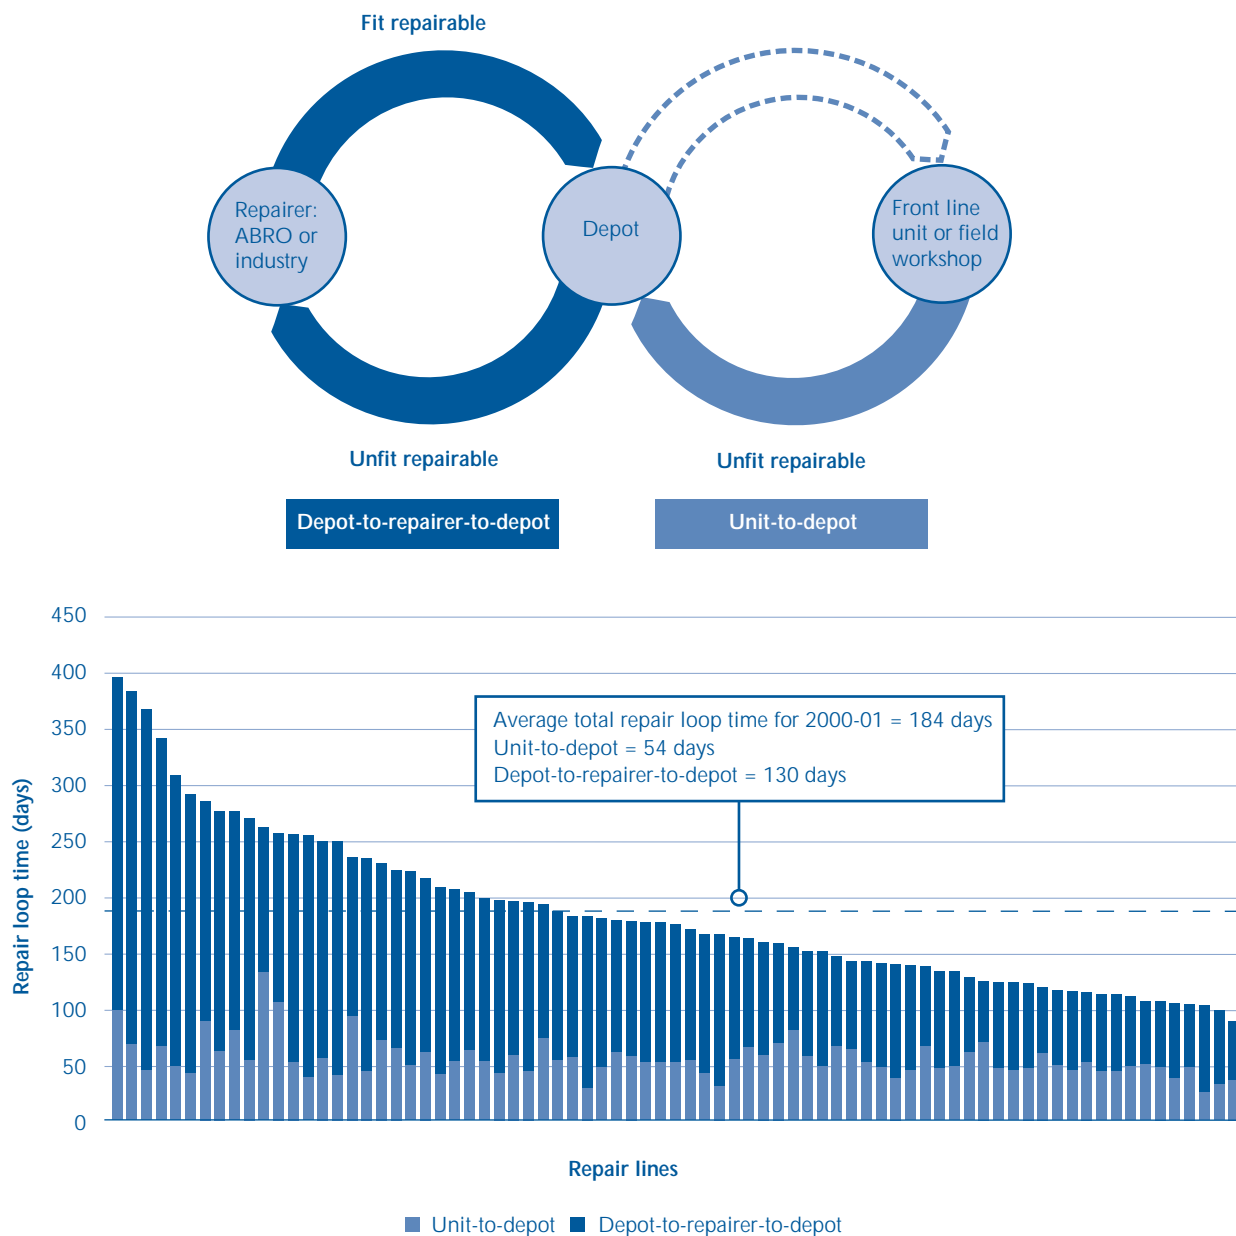 Fit repairable
Repairer:
ABRO or
industry
Depot
Front line
unit or field
workshop
Unfit repairable
Unfit repairable
Depot-to-repairer-to-depot
Unit-to-depot
450
400
350
300
250
200
150
100
50
0
Repair loop time (days)
Average total repair loop time for 2000-01 = 184 days
Unit-to-depot = 54 days
Depot-to-repairer-to-depot = 130 days
Repair lines
Unit-to-depot
Depot-to-repairer-to-depot